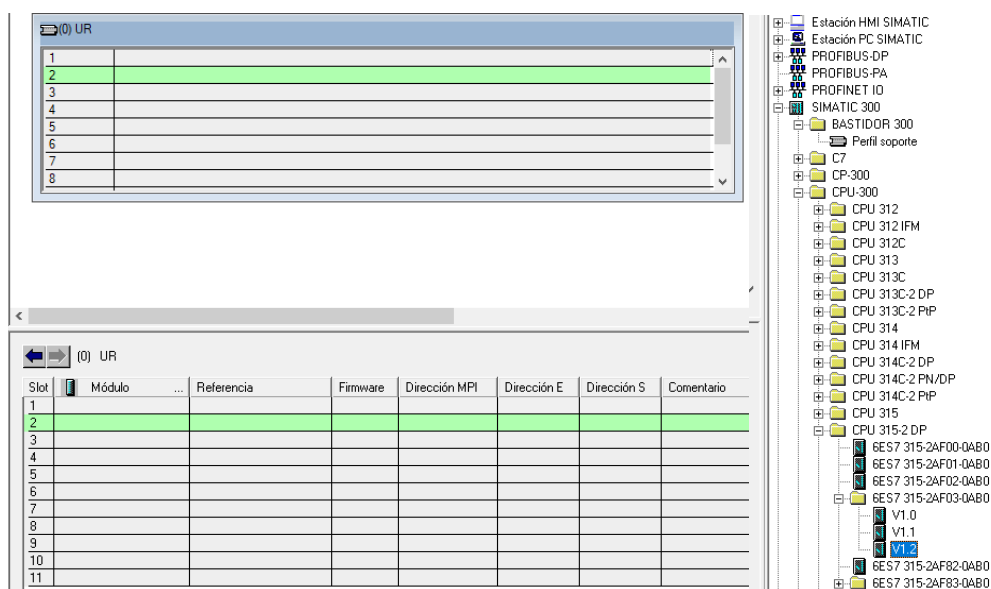 (0) UR
1
2
3
4
5
6
7
8
(0) UR
Slot Módulo ... Referencia Firmware Dirección MPI Dirección E Dirección S Comentario
1
2
3
4
5
6
7
8
9
10
11
Estación HMI SIMATIC
Estación PC SIMATIC
PROFIBUS-DP
PROFIBUS-PA
PROFINET IO
SIMATIC 300
BASTIDOR 300
Perfil soporte
C7
CP-300
CPU-300
CPU 312
CPU 312 IFM
CPU 312C
CPU 313
CPU 313C
CPU 313C-2 DP
CPU 313C-2 PtP
CPU 314
CPU 314 IFM
CPU 314C-2 DP
CPU 314C-2 PN/DP
CPU 314C-2 PtP
CPU 315
CPU 315-2 DP
6ES7 315-2AF00-0AB0
6ES7 315-2AF01-0AB0
6ES7 315-2AF02-0AB0
6ES7 315-2AF03-0AB0
V1.0
V1.1
V1.2
6ES7 315-2AF82-0AB0
6ES7 315-2AF83-0AB0